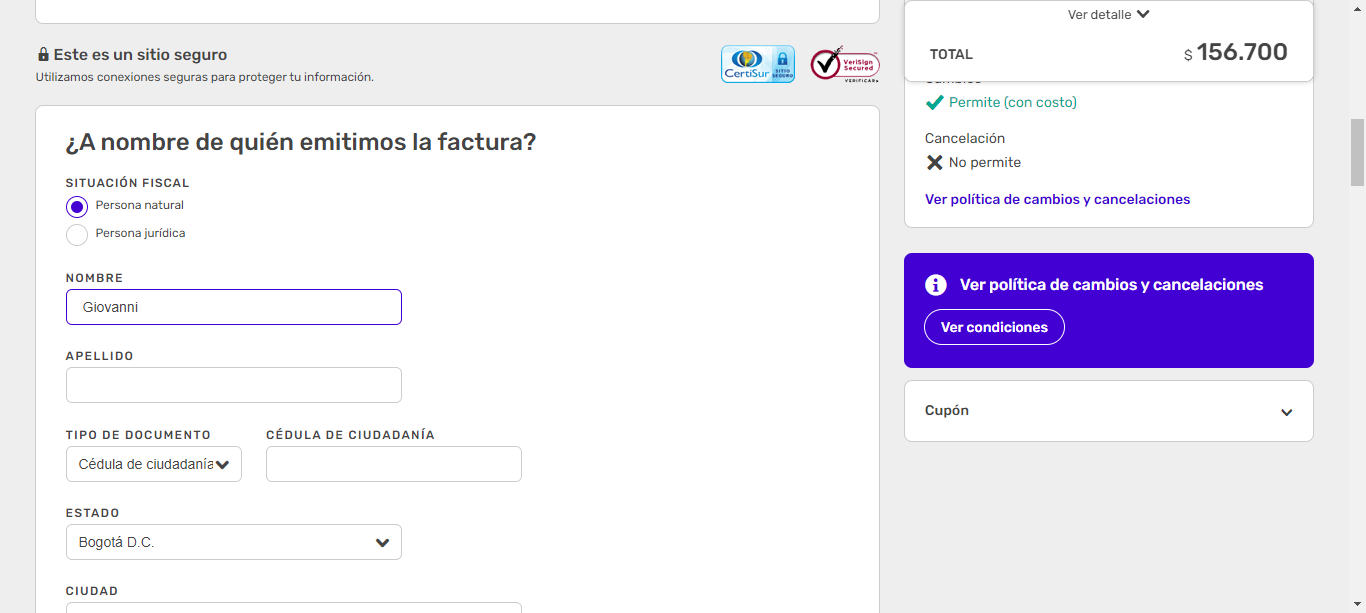 Este es un sitio seguro
Utilizamos conexiones seguras para proteger tu información.
CertiSur SITIO SEGURO
VeriSign Secured
VERIFICAR
¿A nombre de quién emitimos la factura?
SITUACIÓN FISCAL
Persona natural
Persona jurídica
NOMBRE
Giovanni
APELLIDO
TIPO DE DOCUMENTO CÉDULA DE CIUDADANÍA
Cédula de ciudadanía
ESTADO
Bogotá D.C.
CIUDAD
Ver detalle
TOTAL $ 156.700
Permite (con costo)
Cancelación
No permite
Ver política de cambios y cancelaciones
Ver política de cambios y cancelaciones
Ver condiciones
Cupón